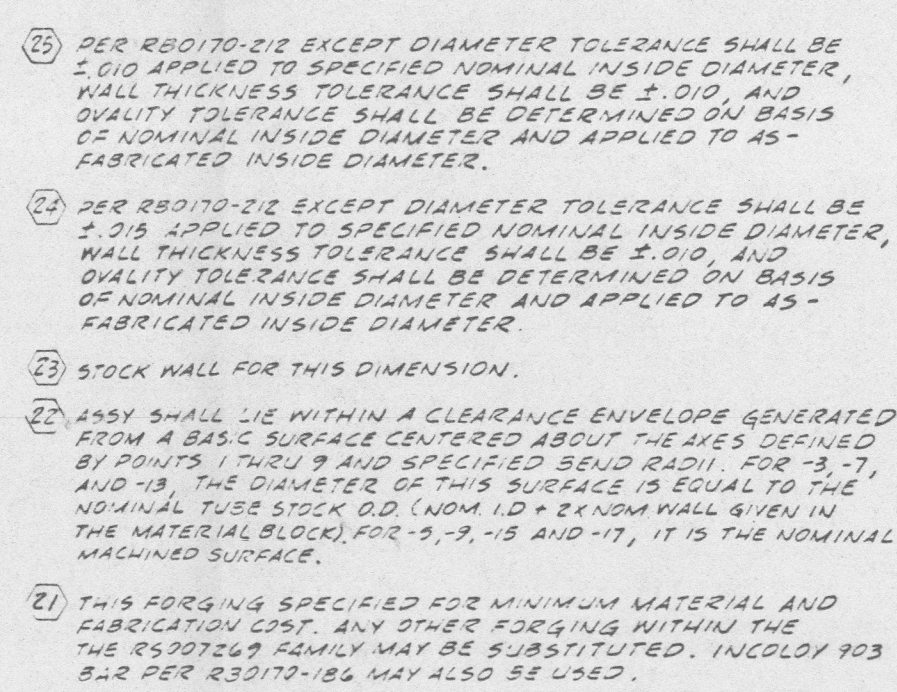 25 PER RB0170-212 EXCEPT DIAMETER TOLERANCE SHALL BE
±.010 APPLIED TO SPECIFIED NOMINAL INSIDE DIAMETER,
WALL THICKNESS TOLERANCE SHALL BE ±.010, AND
OVALITY TOLERANCE SHALL BE DETERMINED ON BASIS
OF NOMINAL INSIDE DIAMETER AND APPLIED TO AS-
FABRICATED INSIDE DIAMETER.
24 PER RB0170-212 EXCEPT DIAMETER TOLERANCE SHALL BE
±.015 APPLIED TO SPECIFIED NOMINAL INSIDE DIAMETER,
WALL THICKNESS TOLERANCE SHALL BE ±.010, AND
OVALITY TOLERANCE SHALL BE DETERMINED ON BASIS
OF NOMINAL INSIDE DIAMETER AND APPLIED TO AS-
FABRICATED INSIDE DIAMETER.
23 STOCK WALL FOR THIS DIMENSION.
22 ASSY SHALL LIE WITHIN A CLEARANCE ENVELOPE GENERATED
FROM A BASIC SURFACE CENTERED ABOUT THE AXES DEFINED
BY POINTS 1 THRU 9 AND SPECIFIED BEND RADII. FOR -3, -7,
AND -13, THE DIAMETER OF THIS SURFACE IS EQUAL TO THE
NOMINAL TUBE STOCK O.D. (NOM. I.D + 2X NOM. WALL GIVEN IN
THE MATERIAL BLOCK). FOR -5, -9, -15 AND -17, IT IS THE NOMINAL
MACHINED SURFACE.
21 THIS FORGING SPECIFIED FOR MINIMUM MATERIAL AND
FABRICATION COST. ANY OTHER FORGING WITHIN THE
THE RS007269 FAMILY MAY BE SUBSTITUTED. INCOLOY 903
BAR PER RB0170-186 MAY ALSO BE USED.